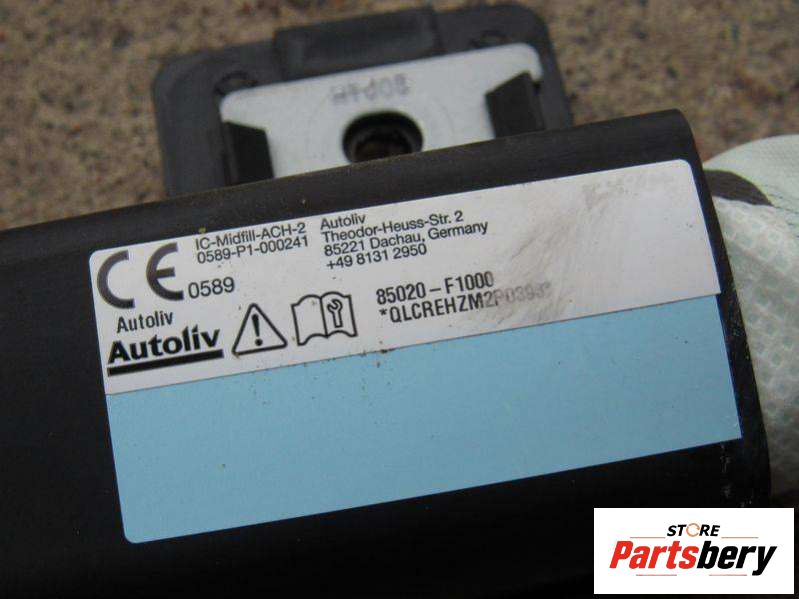 CE 0589
IC-Midfill-ACH-2
0589-P1-000241
Autoliv
Theodor-Heuss-Str. 2
85221 Dachau, Germany
+49 8131 2950
Autoliv
Autoliv
85020-F1000
STORE
Partsbery